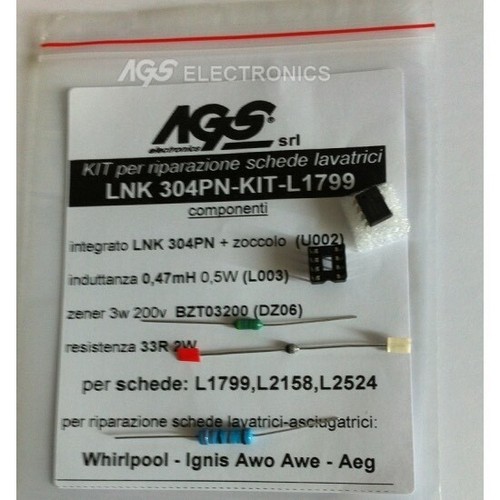 AGS ELECTRONICS
AGS®
electronics srl
KIT per riparazione schede lavatrici
LNK 304PN-KIT-L1799
componenti
integrato LNK 304PN + zoccolo (U002)
induttanza 0,47mH 0,5W (L003)
zener 3w 200v BZT03200 (DZ06)
resistenza 33R 2W
per schede: L1799,L2158,L2524
per riparazione schede lavatrici-asciugatrici:
Whirlpool - Ignis Awo Awe - Aeg